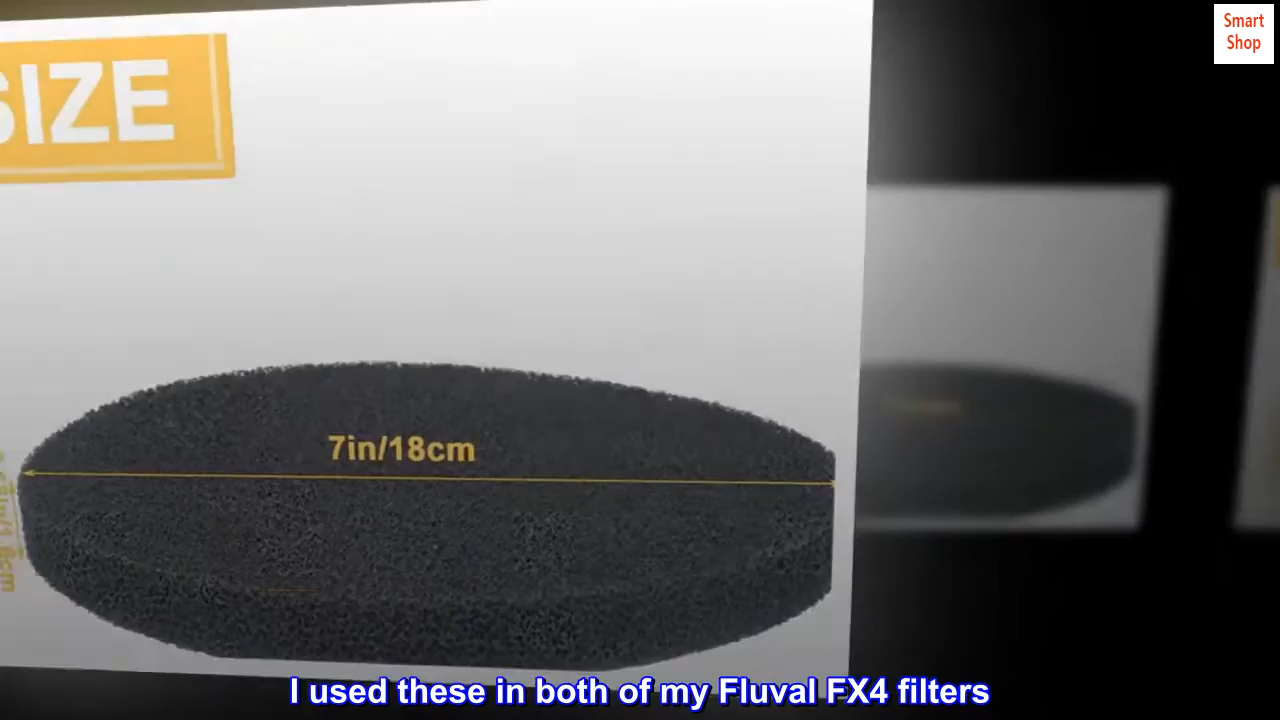 Smart
Shop
SIZE
7in/18cm
I used these in both of my Fluval FX4 filters